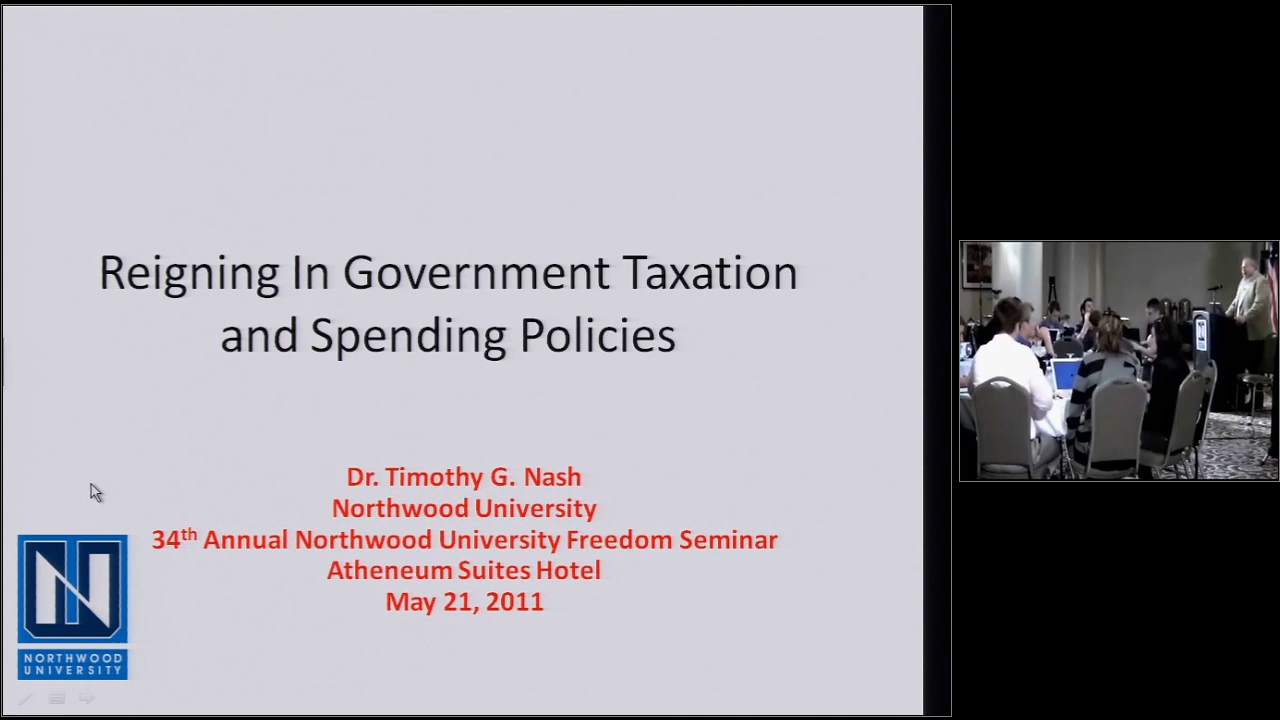 Reigning In Government Taxation
and Spending Policies
Dr. Timothy G. Nash
Northwood University
34th Annual Northwood University Freedom Seminar
Atheneum Suites Hotel
May 21, 2011
NORTHWOOD
UNIVERSITY